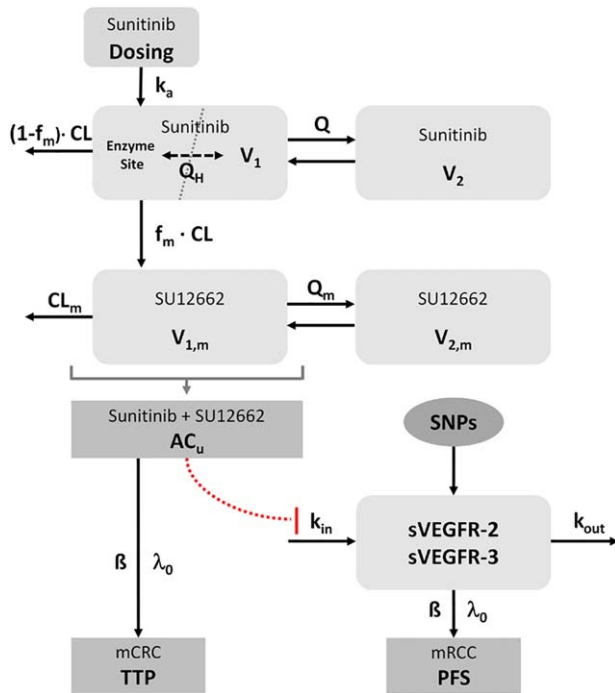 Sunitinib
Dosing
kₐ
(1-fₘ)· CL
Enzyme
Site
Sunitinib
V₁
Q_H
Q
Sunitinib
V₂
fₘ · CL
CLₘ
SU12662
V₁,ₘ
Qₘ
SU12662
V₂,ₘ
Sunitinib + SU12662
ACᵤ
SNPs
kᵢₙ
sVEGFR-2
sVEGFR-3
kₒᵤₜ
ß λ₀
ß λ₀
mCRC
TTP
mRCC
PFS